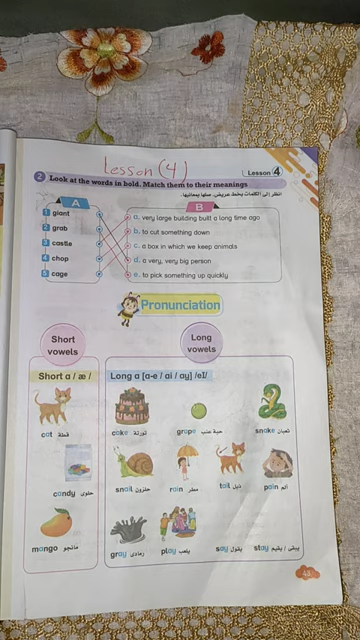 Lesson (4)
Lesson 4
2 Look at the words in bold. Match them to their meanings
انظر إلى الكلمات بخط عريض. صلها بمعانيها.
A
B
1 giant
a. very large building built a long time ago
2 grab
b. to cut something down
3 castle
c. a box in which we keep animals
4 chop
d. a very, very big person
5 cage
e. to pick something up quickly
Pronunciation
Short vowels
Long vowels
Short a / æ /
Long a [a-e / ai / ay] /eI/
cat قطة
cake تورتة
grape حبة عنب
snake ثعبان
candy حلوى
snail حلزون
rain مطر
tail ذيل
pain ألم
mango مانجو
gray رمادى
play يلعب
say يقول
stay يبقى / يقيم